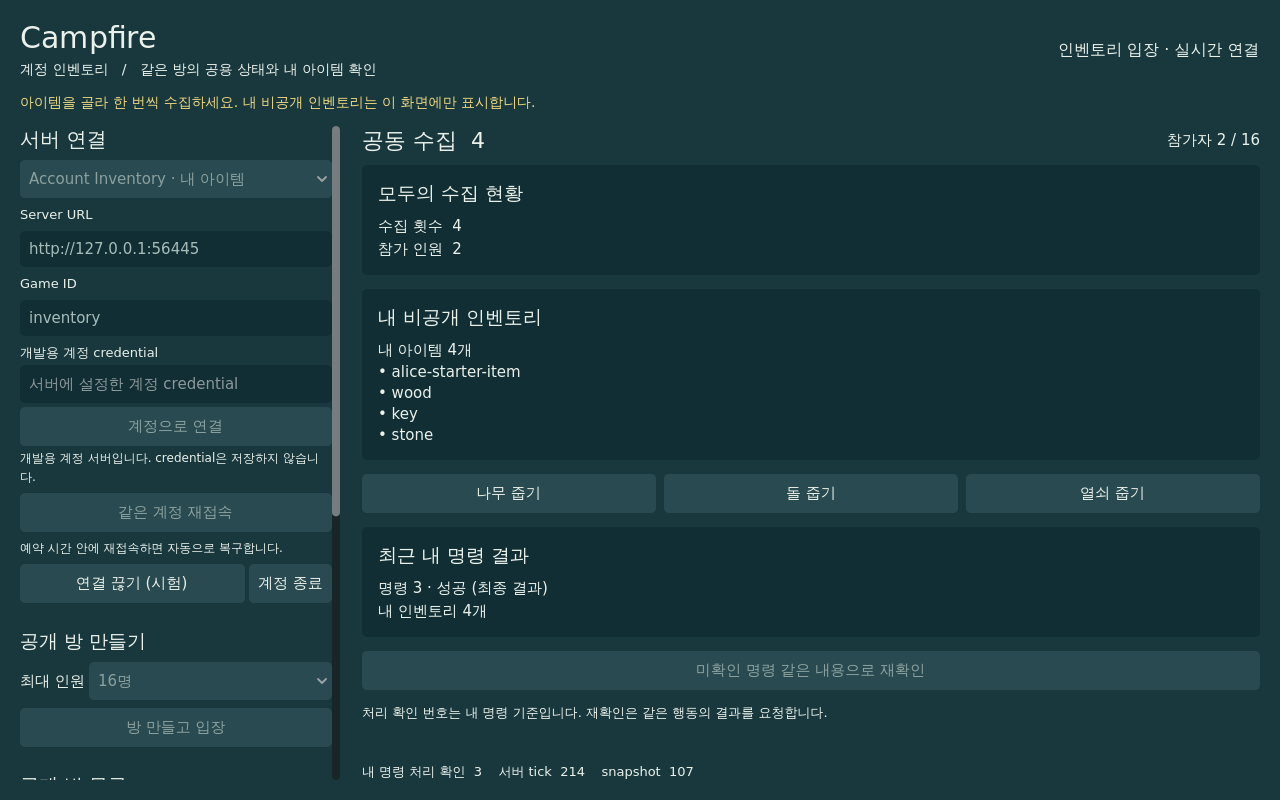 Campfire
계정 인벤토리 / 같은 방의 공용 상태와 내 아이템 확인
인벤토리 입장 · 실시간 연결
아이템을 골라 한 번씩 수집하세요. 내 비공개 인벤토리는 이 화면에만 표시합니다.
서버 연결
Account Inventory · 내 아이템
Server URL
http://127.0.0.1:56445
Game ID
inventory
개발용 계정 credential
서버에 설정한 계정 credential
계정으로 연결
개발용 계정 서버입니다. credential은 저장하지 않습니
다.
같은 계정 재접속
예약 시간 안에 재접속하면 자동으로 복구합니다.
연결 끊기 (시험)
계정 종료
공개 방 만들기
최대 인원 16명
방 만들고 입장
공동 수집 4
참가자 2 / 16
모두의 수집 현황
수집 횟수 4
참가 인원 2
내 비공개 인벤토리
내 아이템 4개
• alice-starter-item
• wood
• key
• stone
나무 줍기
돌 줍기
열쇠 줍기
최근 내 명령 결과
명령 3 · 성공 (최종 결과)
내 인벤토리 4개
미확인 명령 같은 내용으로 재확인
처리 확인 번호는 내 명령 기준입니다. 재확인은 같은 행동의 결과를 요청합니다.
내 명령 처리 확인 3 서버 tick 214 snapshot 107